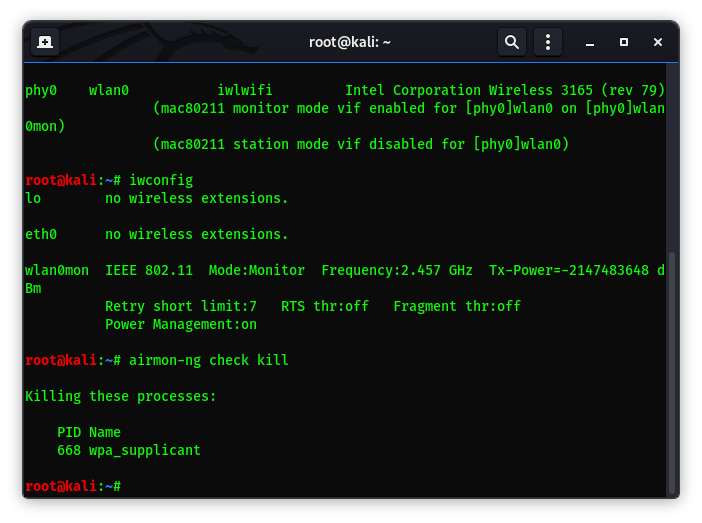 root@kali: ~
phy0    wlan0           iwlwifi         Intel Corporation Wireless 3165 (rev 79)
                (mac80211 monitor mode vif enabled for [phy0]wlan0 on [phy0]wlan
0mon)
                (mac80211 station mode vif disabled for [phy0]wlan0)
root@kali:~# iwconfig
lo        no wireless extensions.
eth0      no wireless extensions.
wlan0mon  IEEE 802.11  Mode:Monitor  Frequency:2.457 GHz  Tx-Power=-2147483648 d
Bm
          Retry short limit:7   RTS thr:off   Fragment thr:off
          Power Management:on
root@kali:~# airmon-ng check kill
Killing these processes:
    PID Name
    668 wpa_supplicant
root@kali:~#